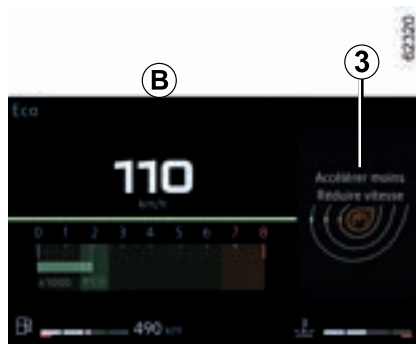 62320
B
3
Eco
110
km/h
Accélérer moins
Réduire vitesse
0 1 2 3 4 5 6 7 8
x1000
490 km